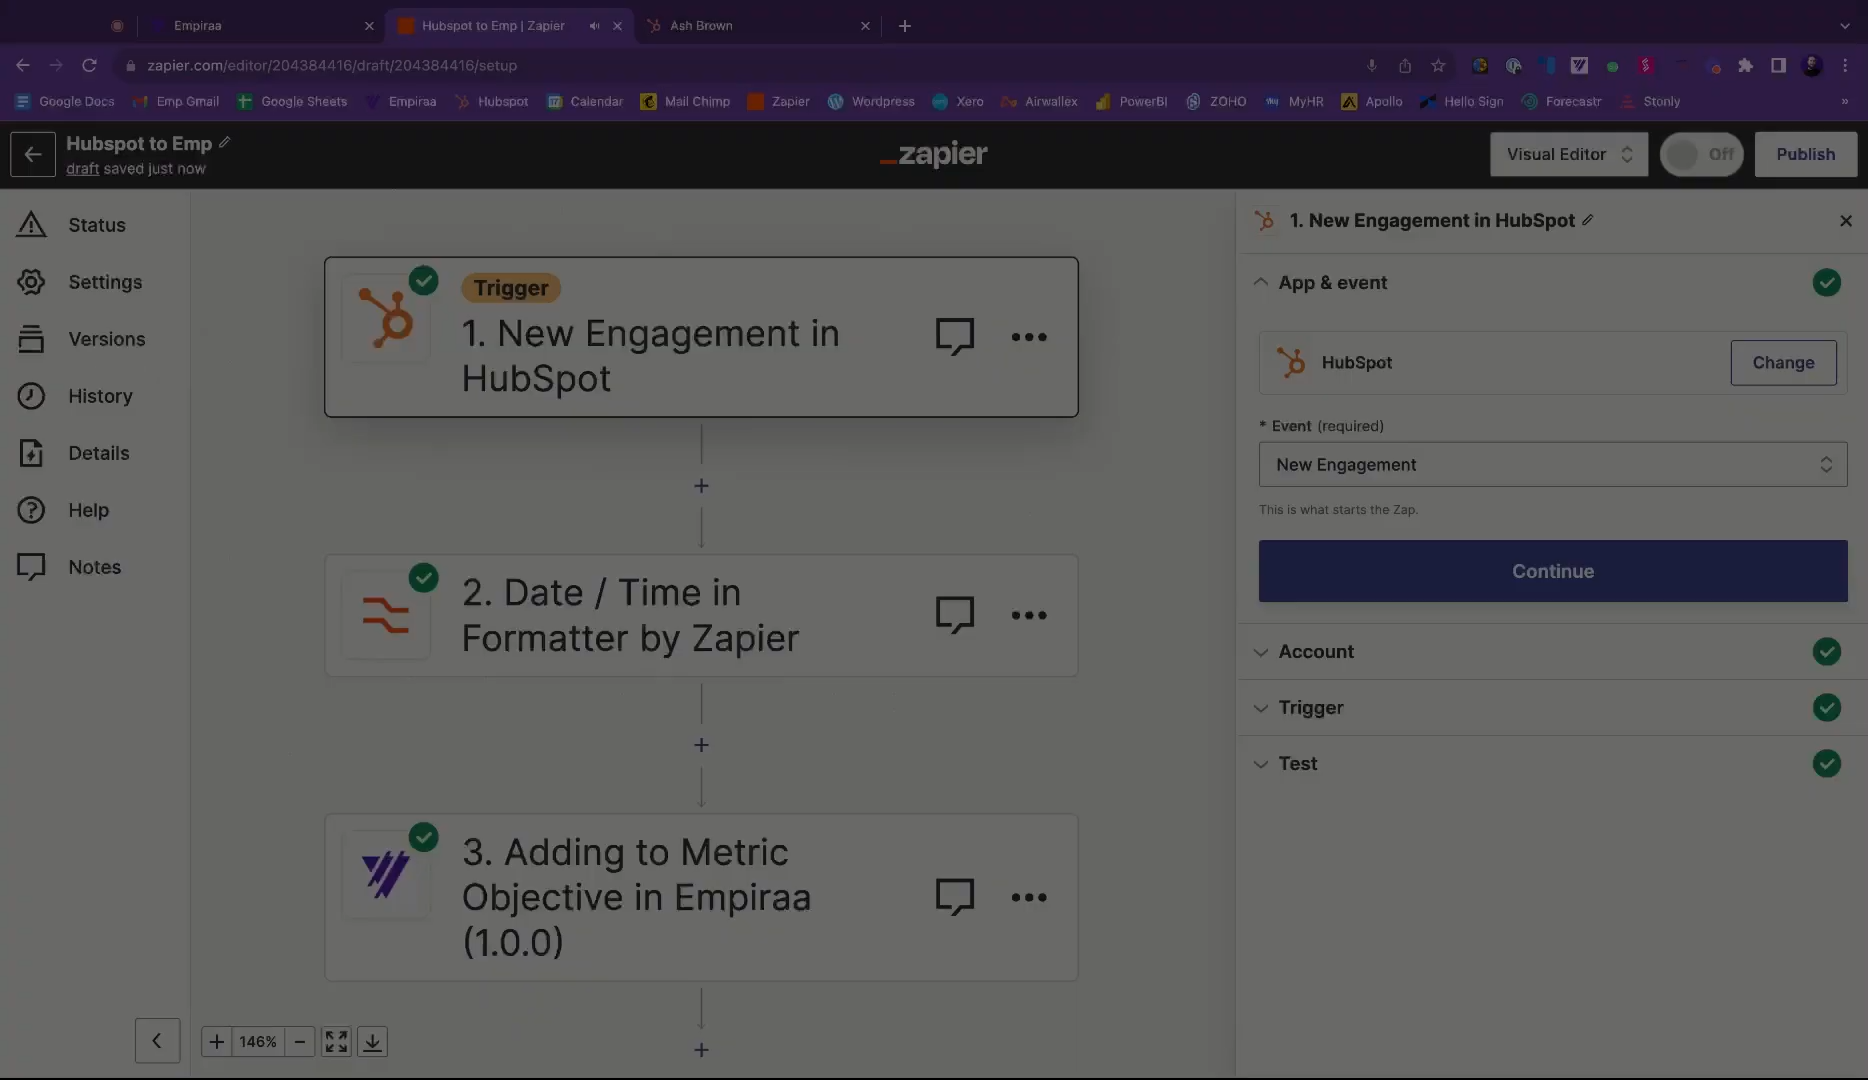 Empiraa
Hubspot to Emp | Zapier
Ash Brown
zapier.com/editor/204384416/draft/204384416/setup
Google Docs
Emp Gmail
Google Sheets
Empiraa
Hubspot
Calendar
Mail Chimp
Zapier
Wordpress
Xero
Airwallex
PowerBI
ZOHO
MyHR
Apollo
Hello Sign
Forecastr
Stonly
Hubspot to Emp
draft saved just now
_zapier
Visual Editor
Off
Publish
Status
Settings
Versions
History
Details
Help
Notes
Trigger
1. New Engagement in
HubSpot
2. Date / Time in
Formatter by Zapier
3. Adding to Metric
Objective in Empiraa
(1.0.0)
146%
1. New Engagement in HubSpot
App & event
HubSpot
Change
* Event (required)
New Engagement
This is what starts the Zap.
Continue
Account
Trigger
Test